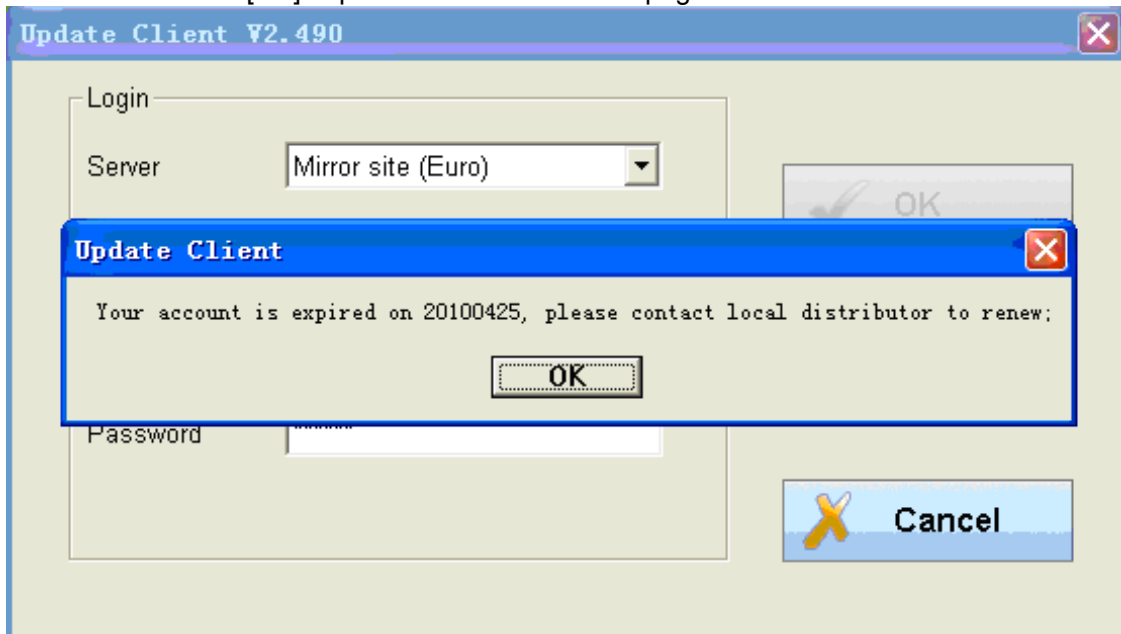 Update Client V2.490
Login
Server
Mirror site (Euro)
OK
Update Client
Your account is expired on 20100425, please contact local distributor to renew;
OK
Password
Cancel